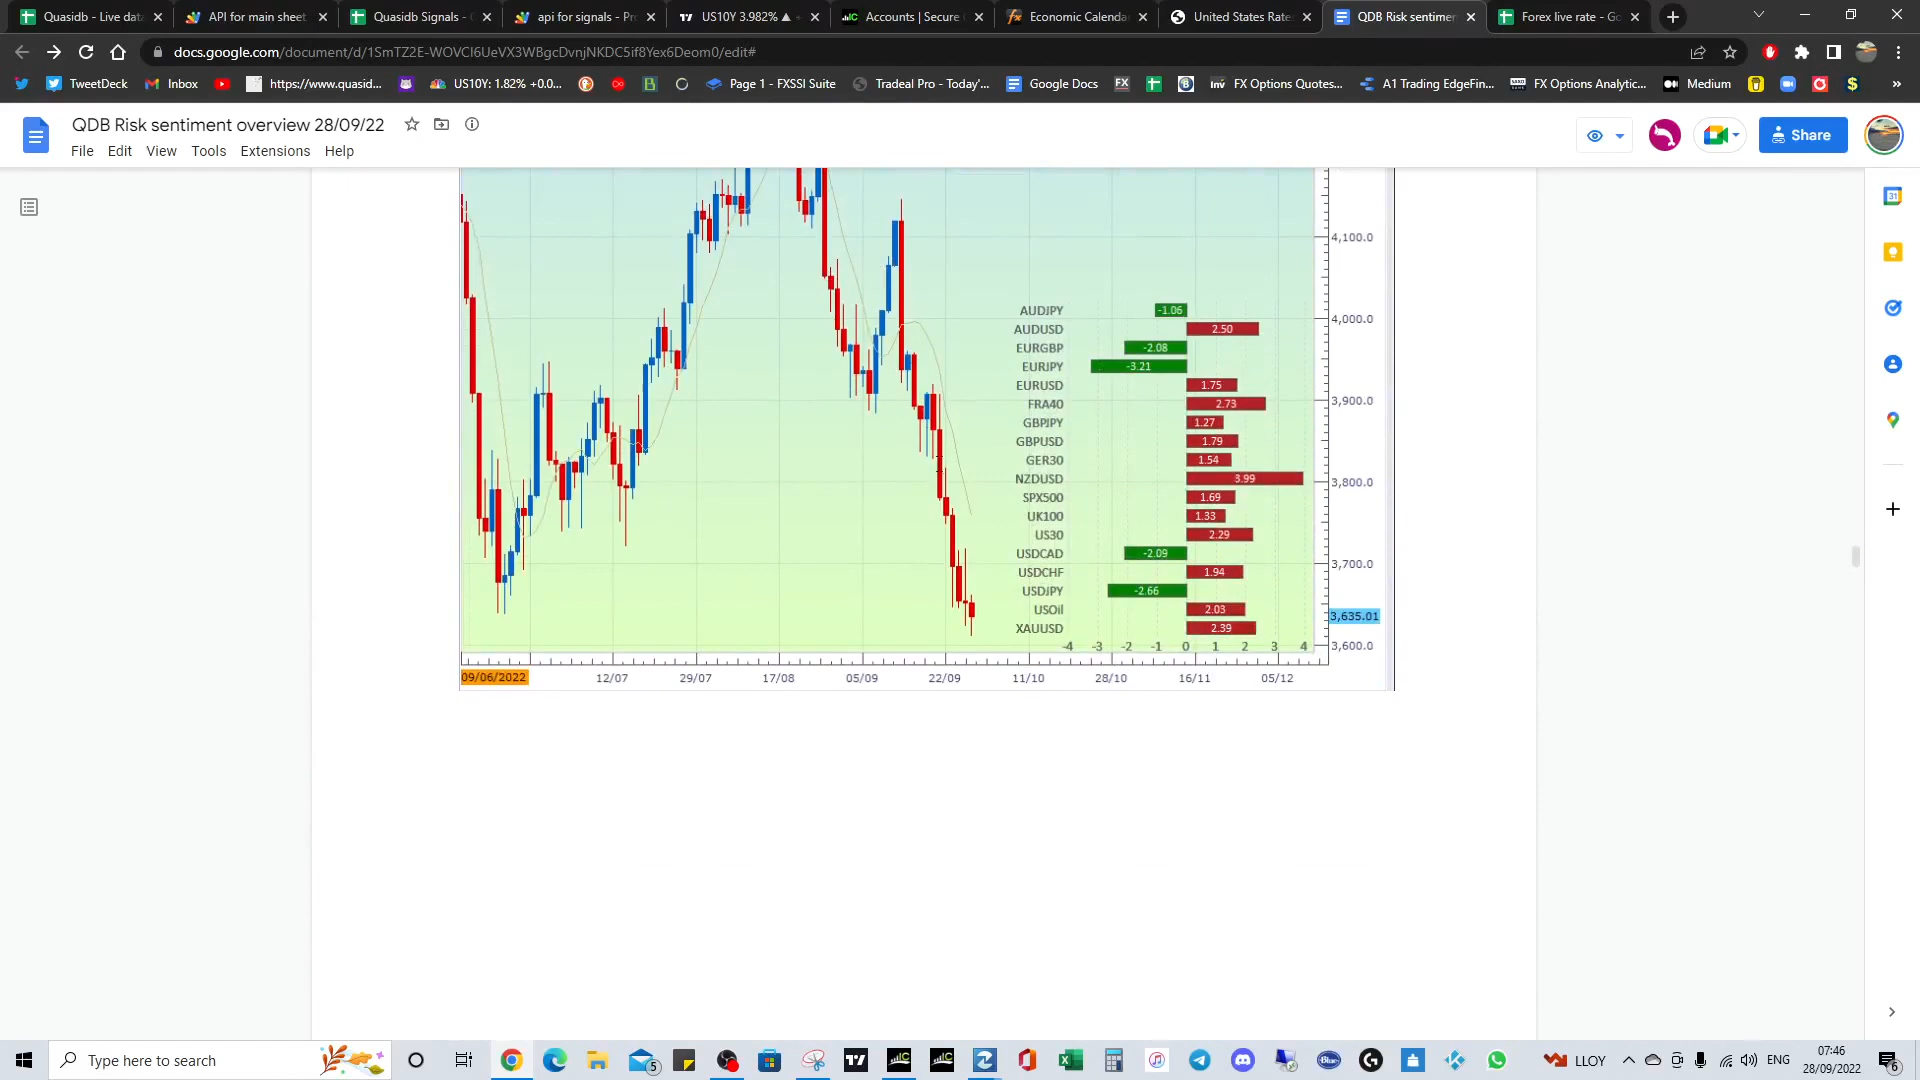 Quasidb - Live data
API for main sheet
Quasidb Signals -
api for signals - Pr
US10Y 3.982% ▲
Accounts | Secure
Economic Calenda
United States Rate
QDB Risk sentimen
Forex live rate - Go
docs.google.com/document/d/1SmTZ2E-WOVCl6UeVX3WBgcDvnjNKDC5if8Yex6Deom0/edit#
TweetDeck
Inbox
https://www.quasid...
US10Y: 1.82% +0.0...
Page 1 - FXSSI Suite
Tradeal Pro - Today'...
Google Docs
FX
inv
FX Options Quotes...
A1 Trading EdgeFin...
FX Options Analytic...
Medium
»
QDB Risk sentiment overview 28/09/22
File
Edit
View
Tools
Extensions
Help
Share
31
4,100.0
4,000.0
3,900.0
3,800.0
3,700.0
3,635.01
3,600.0
AUDJPY -1.06
AUDUSD 2.50
EURGBP -2.08
EURJPY -3.21
EURUSD 1.75
FRA40 2.73
GBPJPY 1.27
GBPUSD 1.79
GER30 1.54
NZDUSD 3.99
SPX500 1.69
UK100 1.33
US30 2.29
USDCAD -2.09
USDCHF 1.94
USDJPY -2.66
USOil 2.03
XAUUSD 2.39
-4 -3 -2 -1 0 1 2 3 4
09/06/2022 12/07 29/07 17/08 05/09 22/09 11/10 28/10 16/11 05/12
Type here to search
5
LLOY
ENG
07:46
28/09/2022
6